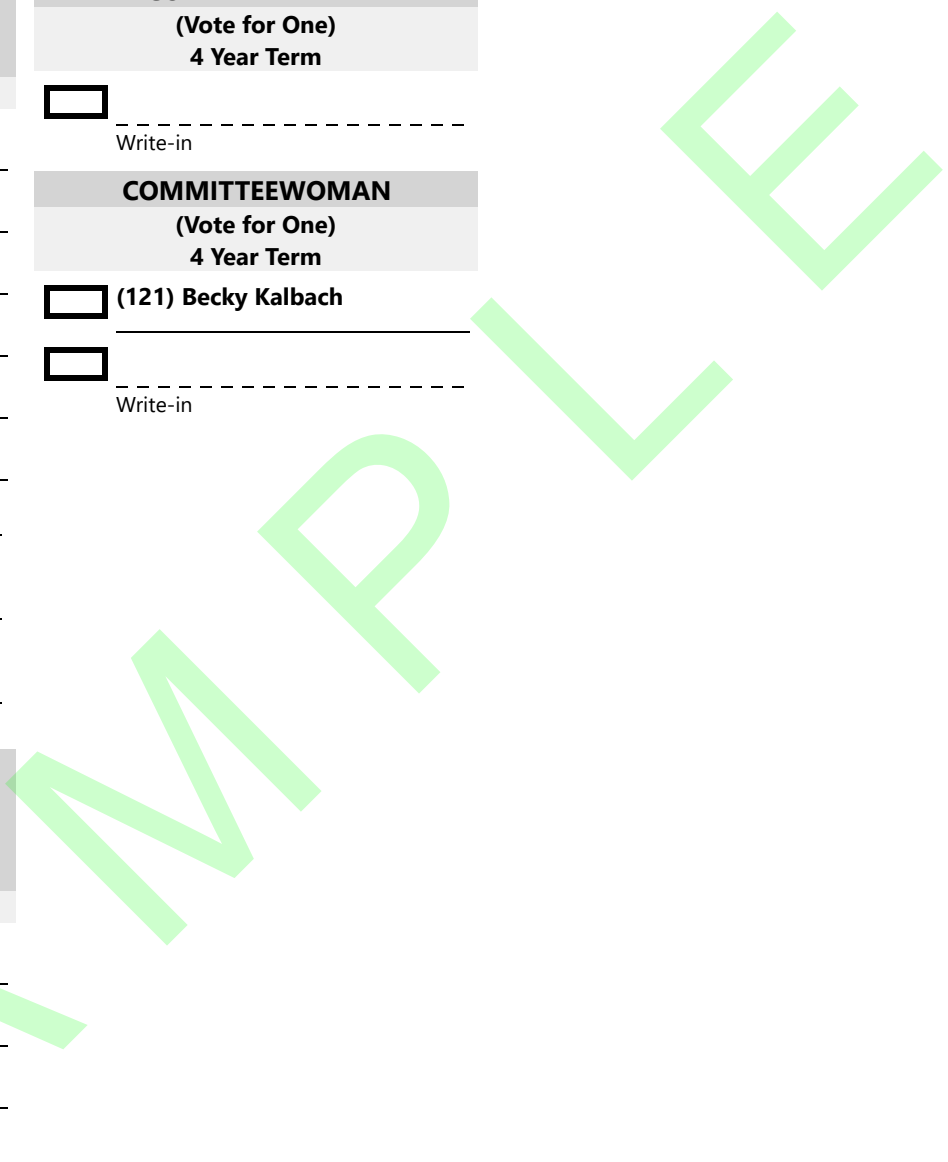 (Vote for One)
4 Year Term
Write-in
COMMITTEEWOMAN
(Vote for One)
4 Year Term
(121) Becky Kalbach
Write-in
MPLE